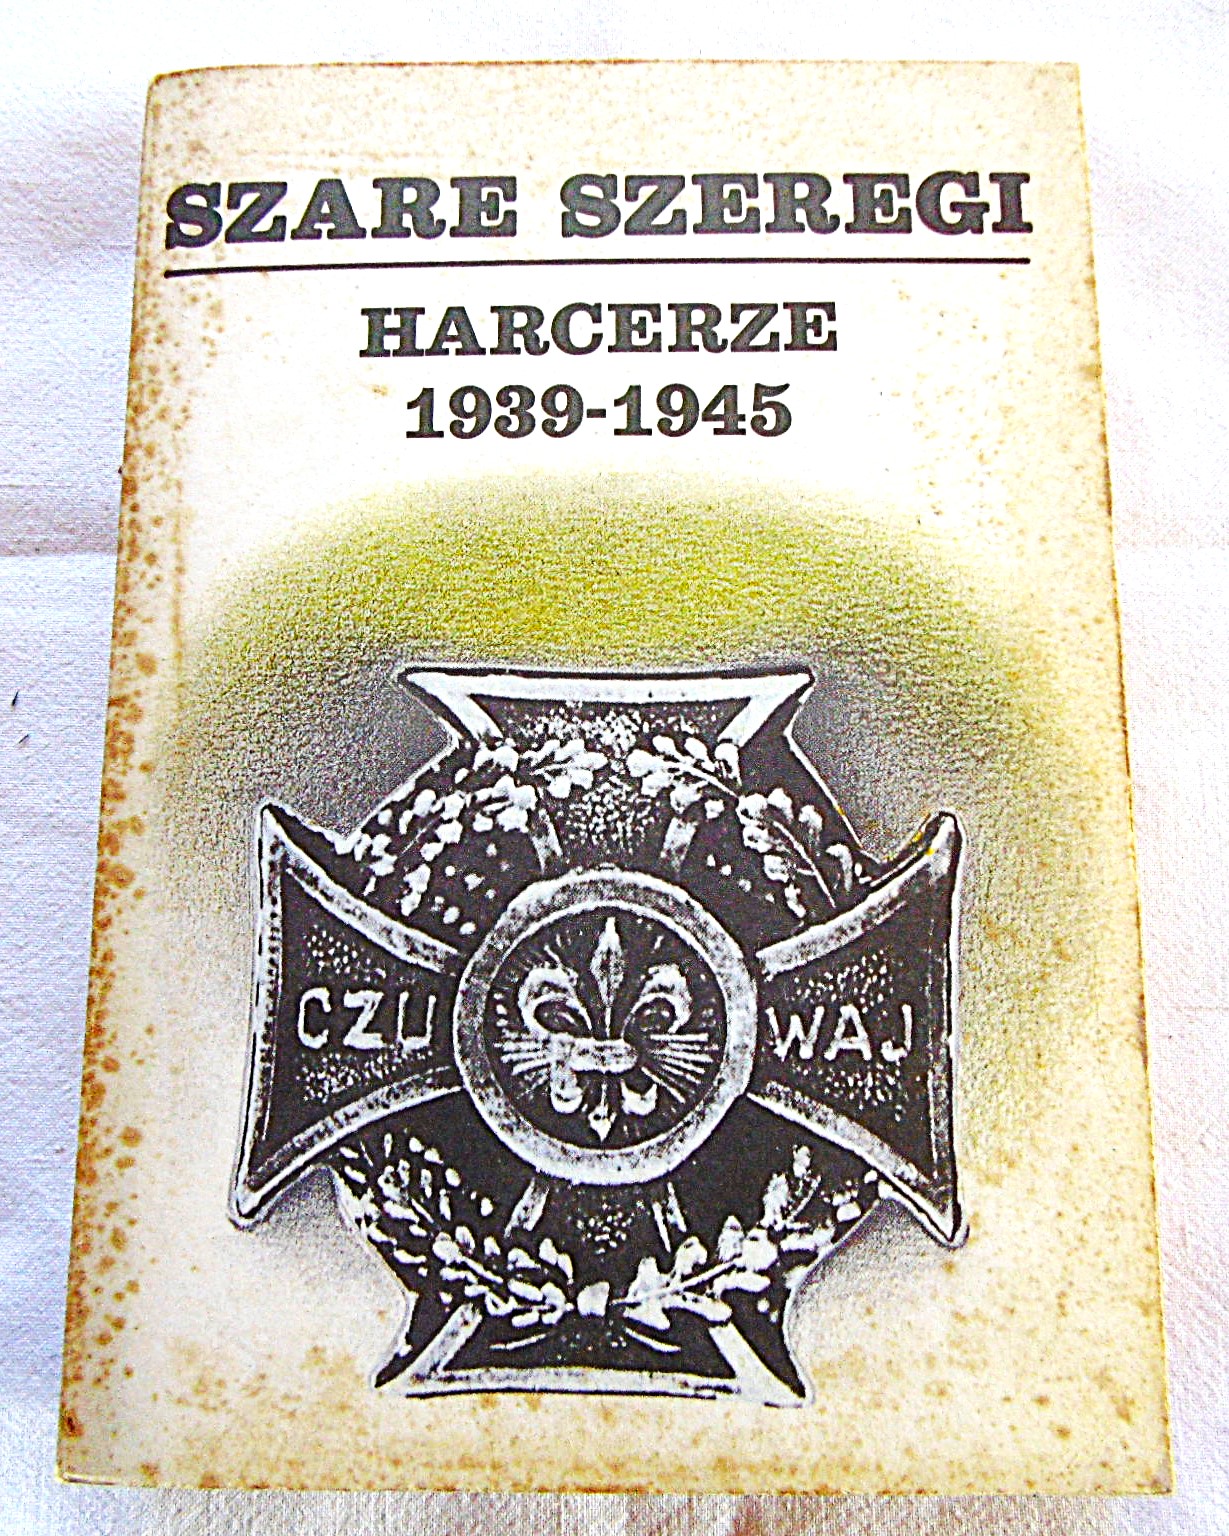 SZARE SZEREGI
HARCERZE
1939-1945
CZU WAJ